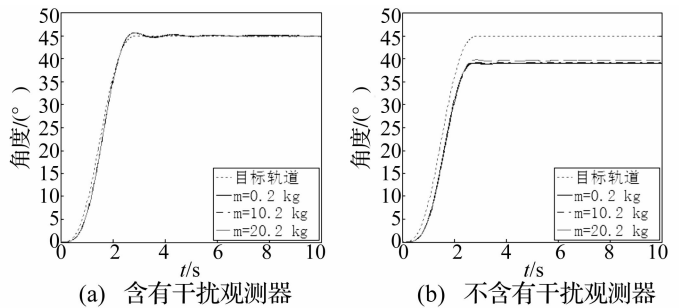 50
45
40
35
30
25
20
15
10
5
0
角度/(°)
目标轨道
m=0.2 kg
m=10.2 kg
m=20.2 kg
0 2 4 6 8 10
t/s
(a) 含有干扰观测器
50
45
40
35
30
25
20
15
10
5
0
角度/(°)
目标轨道
m=0.2 kg
m=10.2 kg
m=20.2 kg
0 2 4 6 8 10
t/s
(b) 不含有干扰观测器